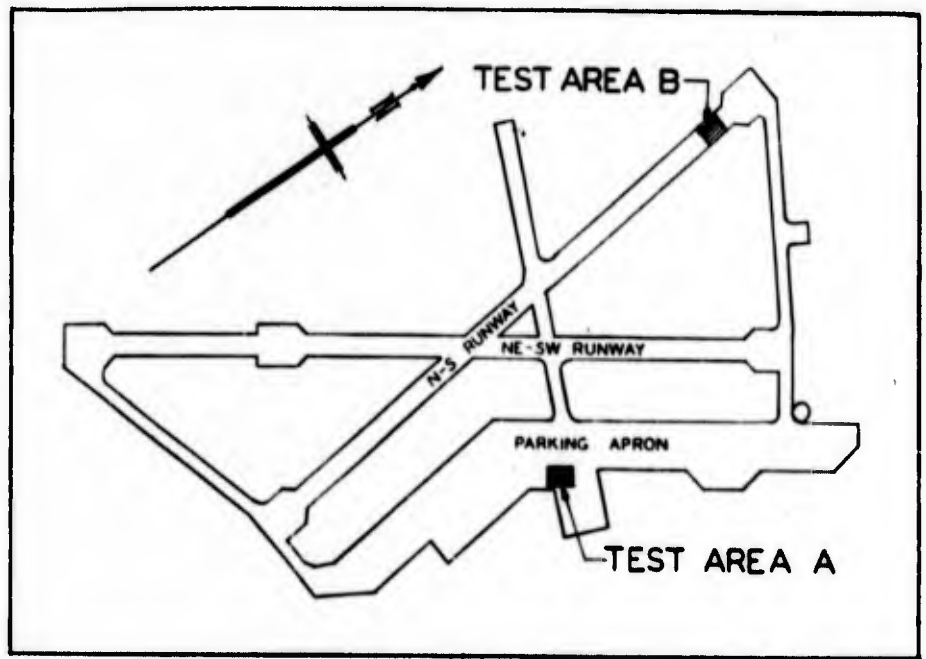 TEST AREA B
N
N-S RUNWAY
NE-SW RUNWAY
PARKING APRON
TEST AREA A